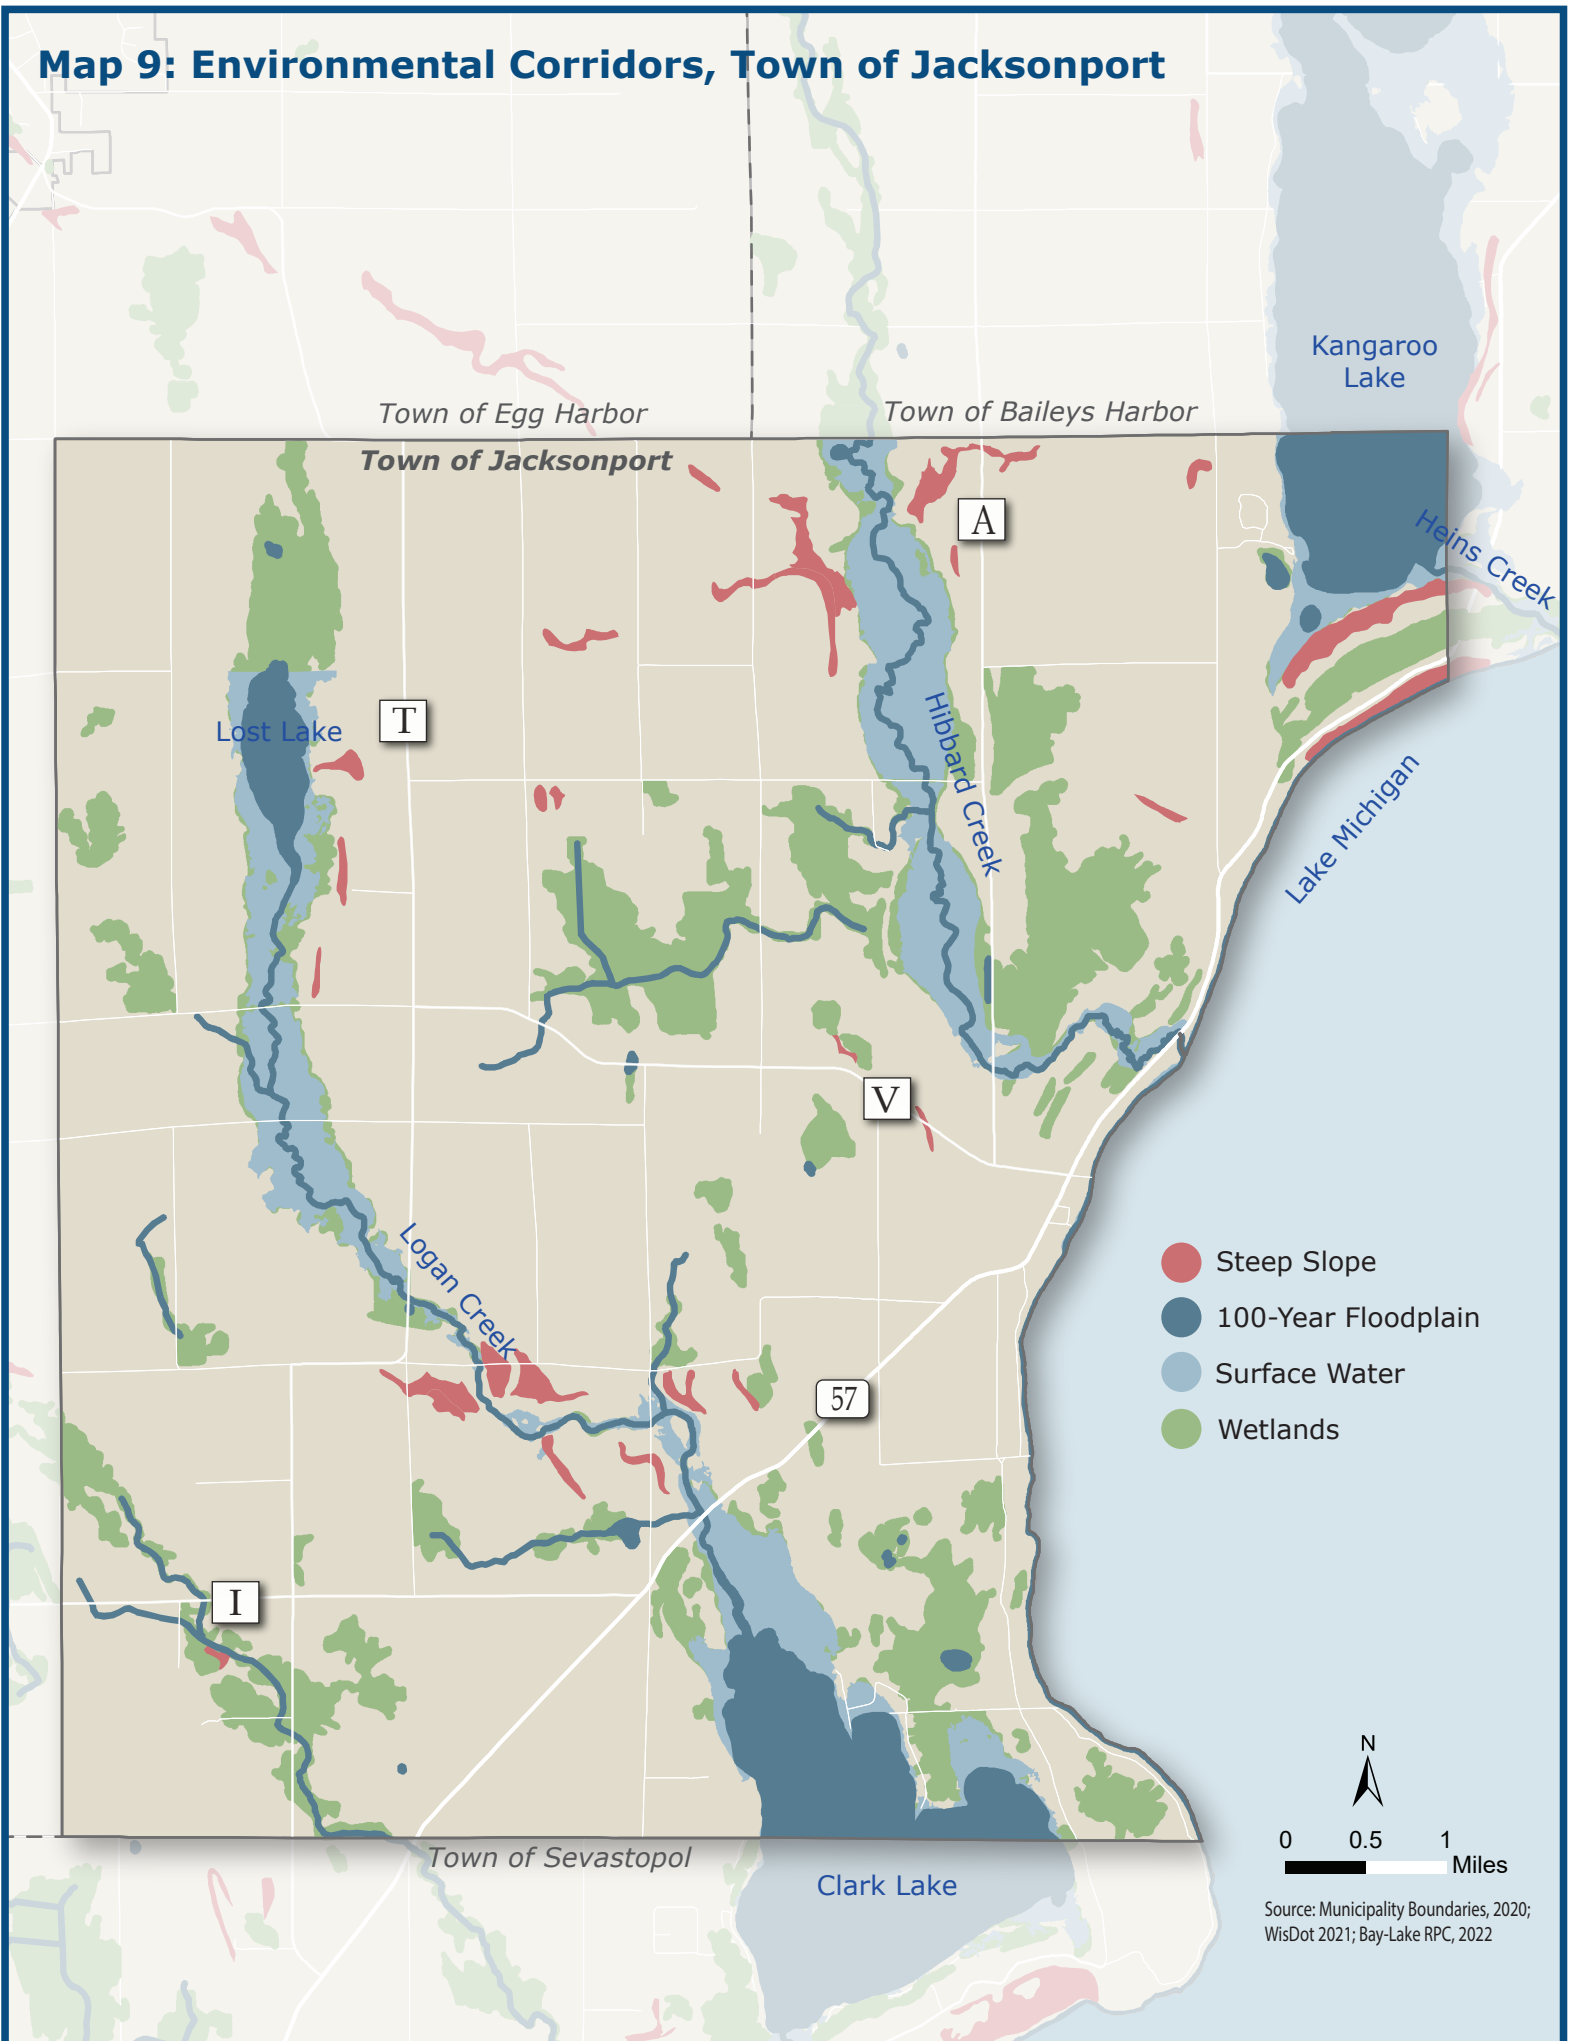 Map 9: Environmental Corridors, Town of Jacksonport
Kangaroo
Lake
Town of Egg Harbor
Town of Baileys Harbor
Town of Jacksonport
A
Heins Creek
T
Lost Lake
Hibbard Creek
Lake Michigan
V
Logan Creek
Steep Slope
100-Year Floodplain
Surface Water
Wetlands
57
I
N
0 0.5 1
Miles
Town of Sevastopol
Clark Lake
Source: Municipality Boundaries, 2020;
WisDot 2021; Bay-Lake RPC, 2022